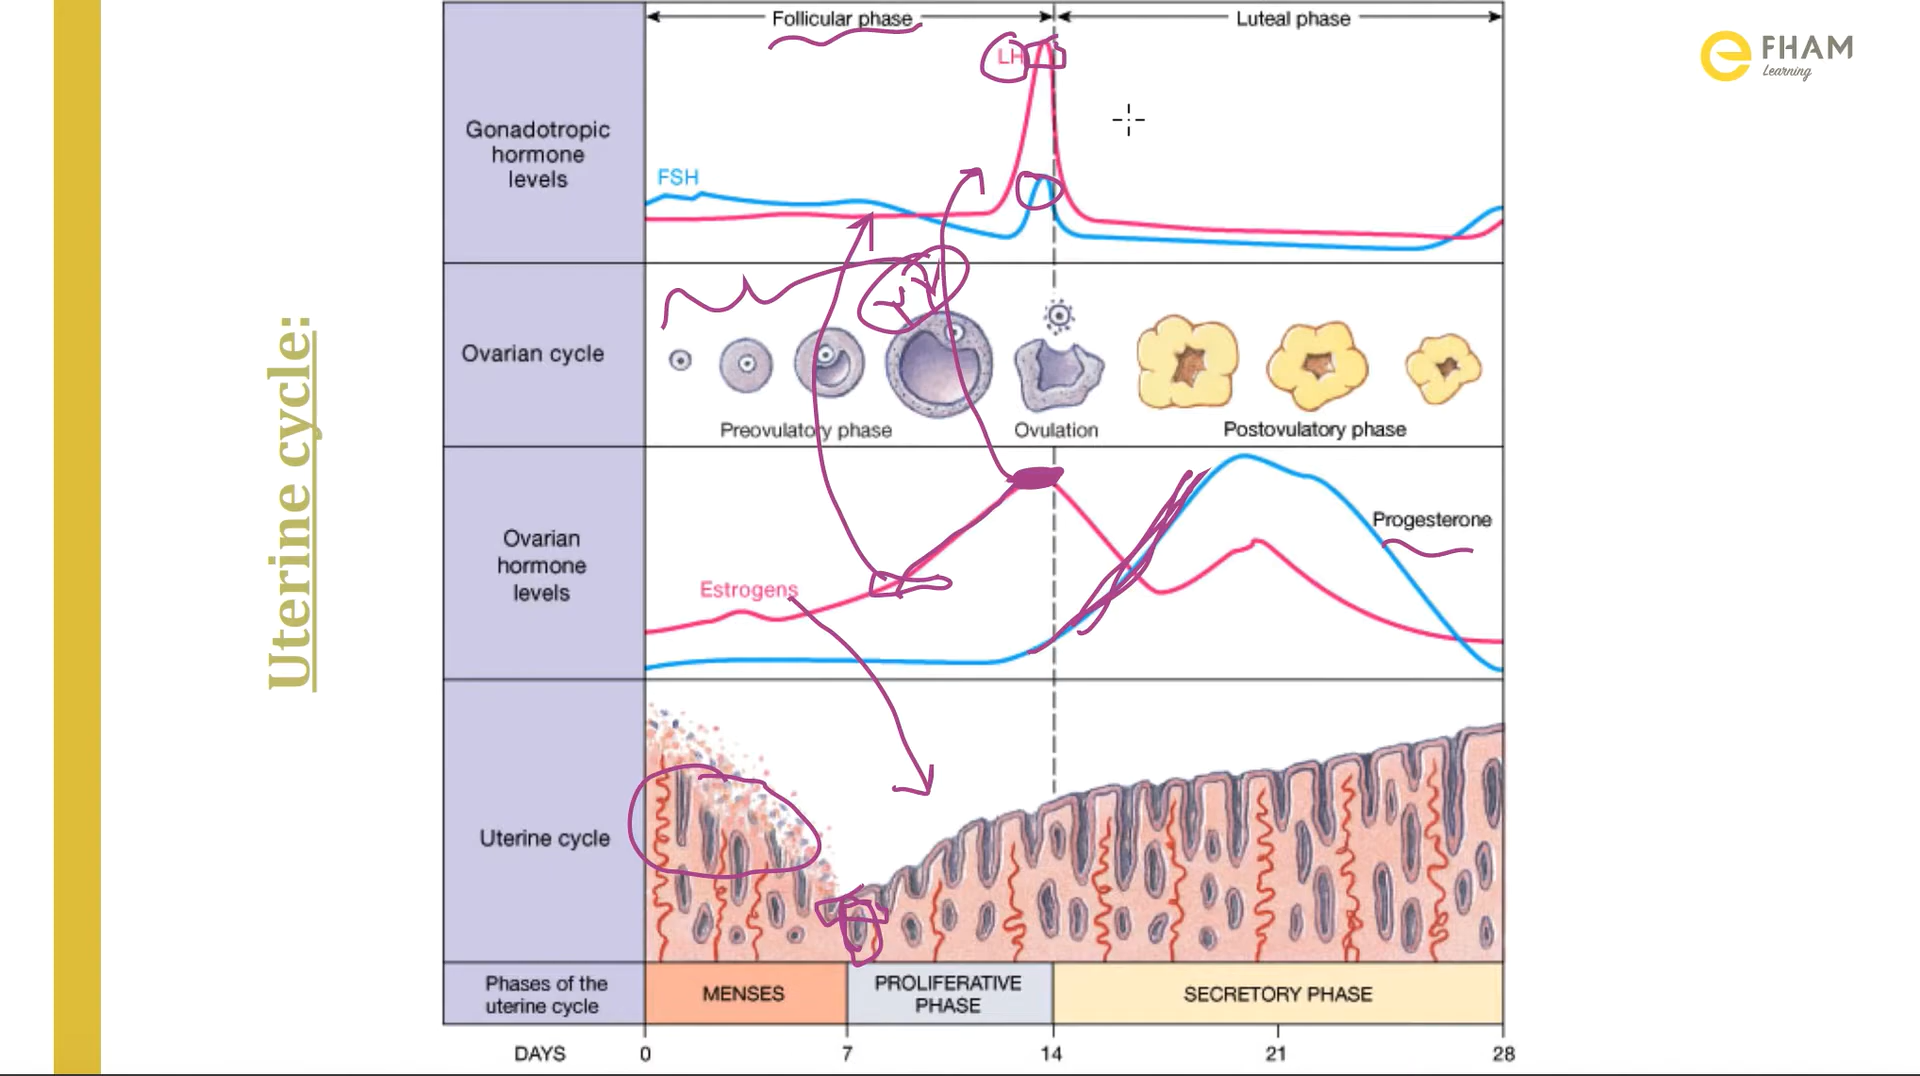 Uterine cycle:
EFHAM
Learning
Follicular phase
Luteal phase
Gonadotropic
hormone
levels
LH
FSH
Ovarian cycle
Preovulatory phase
Ovulation
Postovulatory phase
Ovarian
hormone
levels
Estrogens
Progesterone
Uterine cycle
Phases of the
uterine cycle
MENSES
PROLIFERATIVE
PHASE
SECRETORY PHASE
DAYS 0 7 14 21 28